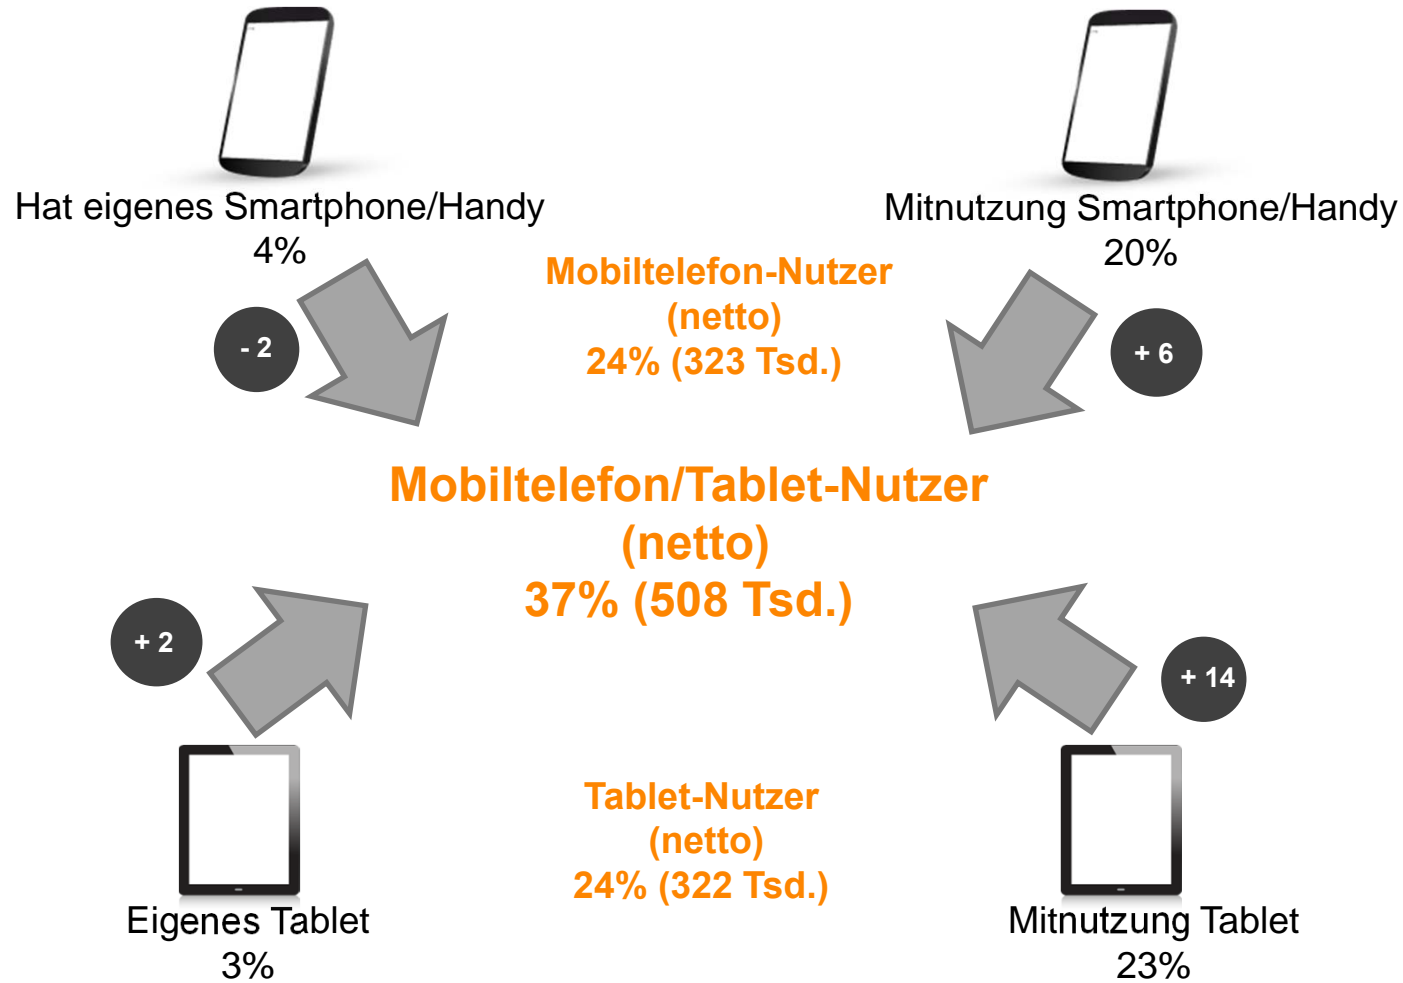 Hat eigenes Smartphone/Handy
4%
Mitnutzung Smartphone/Handy
20%
Mobiltelefon-Nutzer
(netto)
24% (323 Tsd.)
- 2
+ 6
Mobiltelefon/Tablet-Nutzer
(netto)
37% (508 Tsd.)
+ 2
+ 14
Tablet-Nutzer
(netto)
24% (322 Tsd.)
Eigenes Tablet
3%
Mitnutzung Tablet
23%